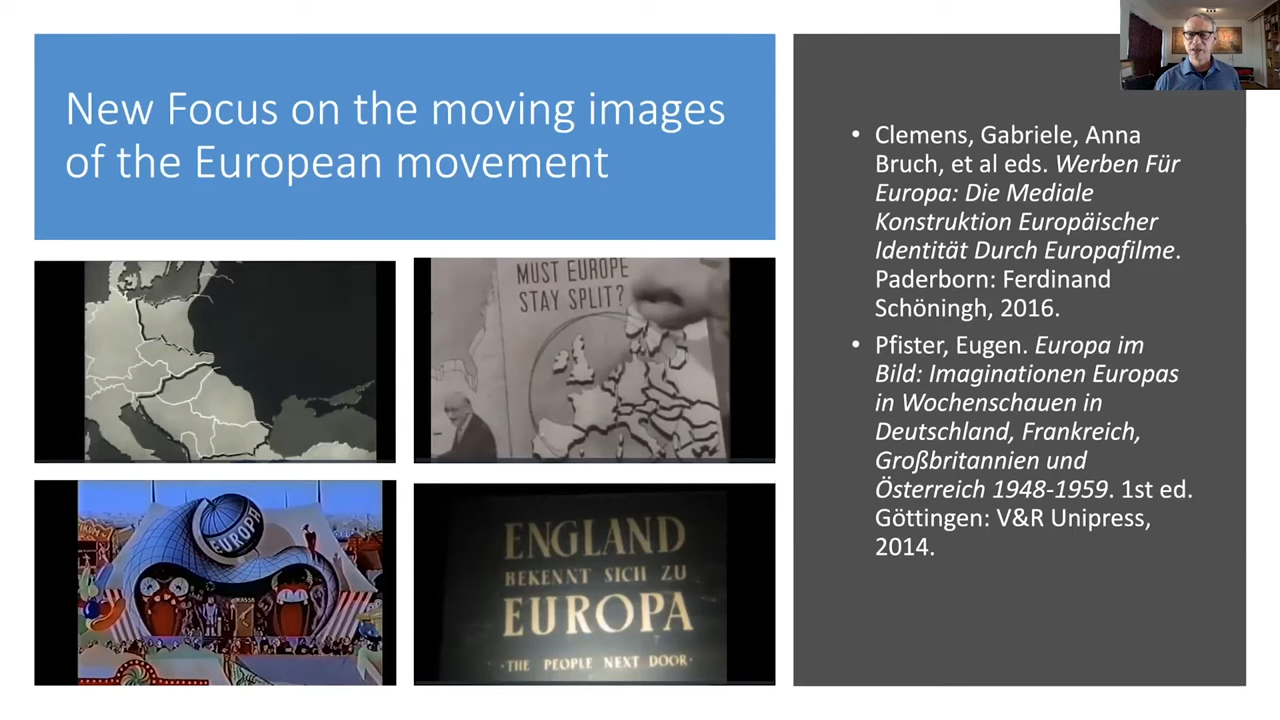 New Focus on the moving images
of the European movement
MUST EUROPE
STAY SPLIT?
EUROPA
KASSA
ENGLAND
BEKENNT SICH ZU
EUROPA
·THE PEOPLE NEXT DOOR·
• Clemens, Gabriele, Anna
Bruch, et al eds. Werben Für
Europa: Die Mediale
Konstruktion Europäischer
Identität Durch Europafilme.
Paderborn: Ferdinand
Schöningh, 2016.
• Pfister, Eugen. Europa im
Bild: Imaginationen Europas
in Wochenschauen in
Deutschland, Frankreich,
Großbritannien und
Österreich 1948-1959. 1st ed.
Göttingen: V&R Unipress,
2014.